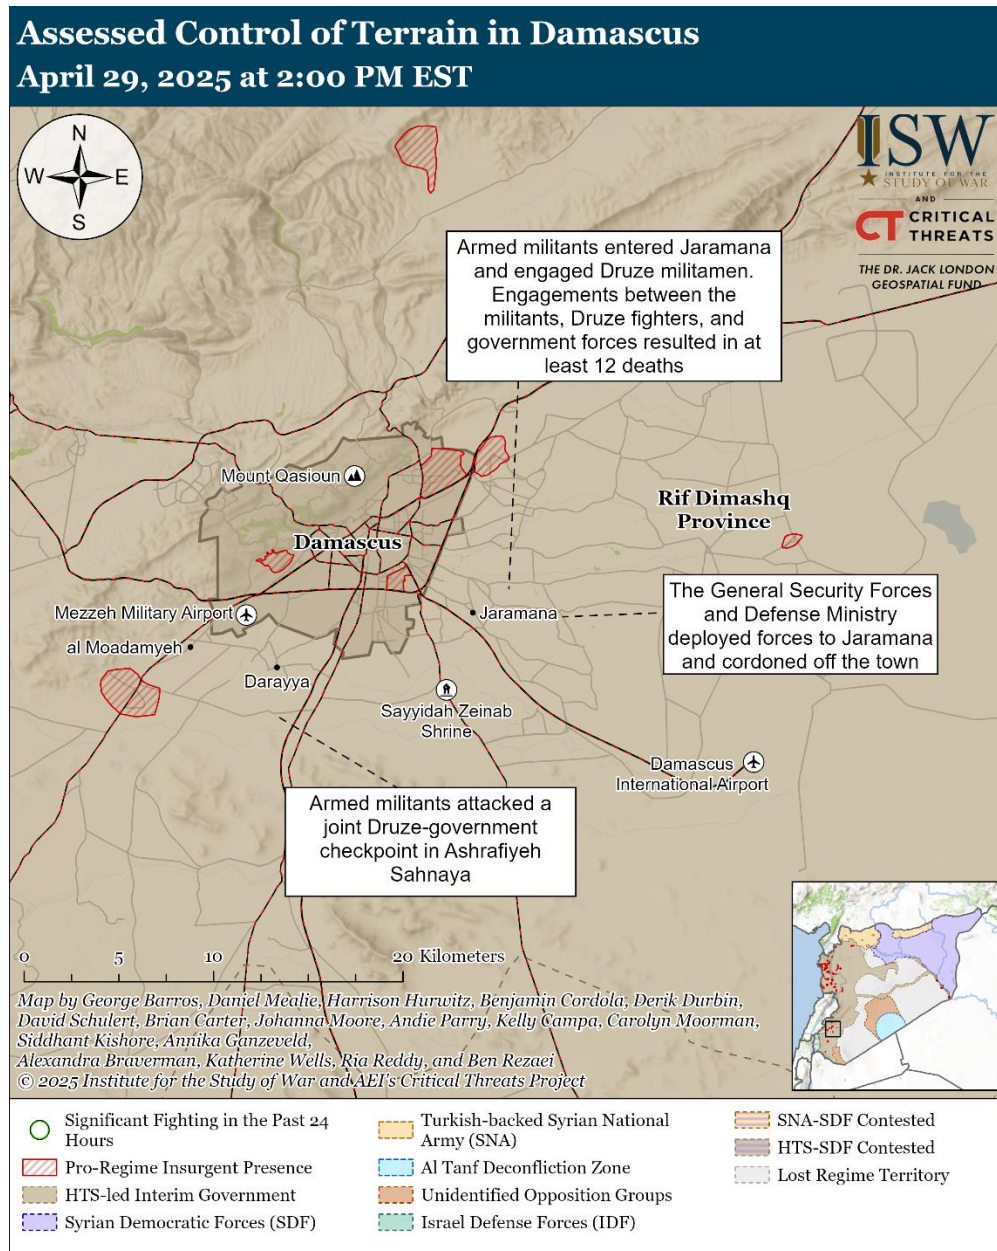 Assessed Control of Terrain in Damascus
April 29, 2025 at 2:00 PM EST
N
W
E
S
ISW
INSTITUTE FOR THE
STUDY OF WAR
AND
CT CRITICAL
THREATS
THE DR. JACK LONDON
GEOSPATIAL FUND
Armed militants entered Jaramana
and engaged Druze militamen.
Engagements between the
militants, Druze fighters, and
government forces resulted in at
least 12 deaths
Mount Qasioun
Rif Dimashq
Province
Damascus
The General Security Forces
and Defense Ministry
deployed forces to Jaramana
and cordoned off the town
Mezzeh Military Airport
Jaramana
al Moadamyeh
Darayya
Sayyidah Zeinab
Shrine
Damascus
International Airport
Armed militants attacked a
joint Druze-government
checkpoint in Ashrafiyeh
Sahnaya
0 5 10 20 Kilometers
Map by George Barros, Daniel Mealie, Harrison Hurwitz, Benjamin Cordola, Derik Durbin,
David Schulert, Brian Carter, Johanna Moore, Andie Parry, Kelly Campa, Carolyn Moorman,
Siddhant Kishore, Annika Ganzeveld,
Alexandra Braverman, Katherine Wells, Ria Reddy, and Ben Rezaei
© 2025 Institute for the Study of War and AEI's Critical Threats Project
Significant Fighting in the Past 24
Hours
Pro-Regime Insurgent Presence
HTS-led Interim Government
Syrian Democratic Forces (SDF)
Turkish-backed Syrian National
Army (SNA)
Al Tanf Deconfliction Zone
Unidentified Opposition Groups
Israel Defense Forces (IDF)
SNA-SDF Contested
HTS-SDF Contested
Lost Regime Territory